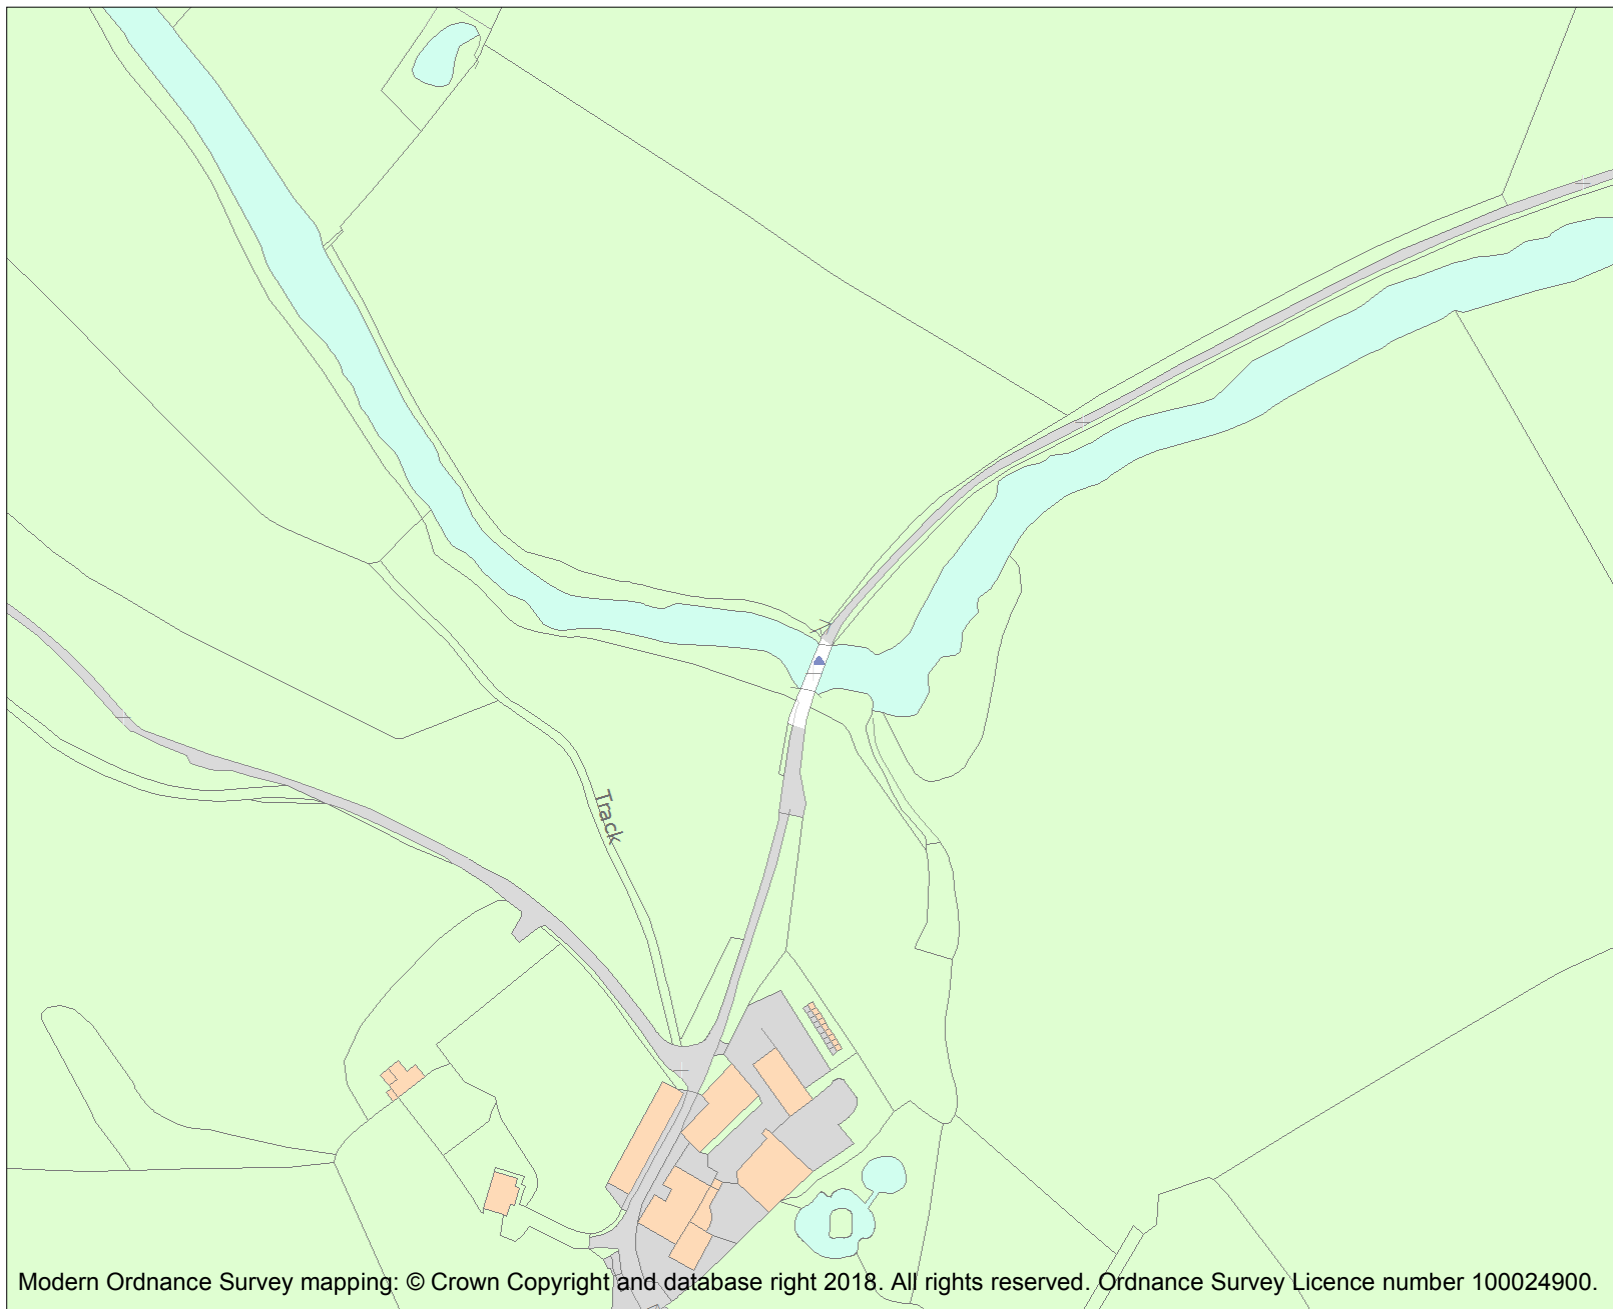 Track
Modern Ordnance Survey mapping: © Crown Copyright and database right 2018. All rights reserved. Ordnance Survey Licence number 100024900.